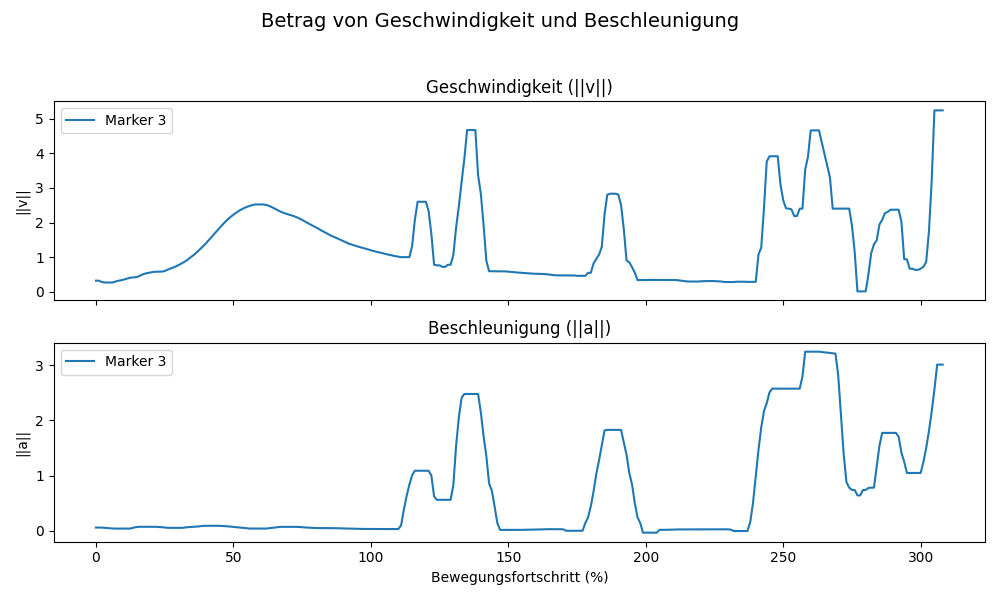 Betrag von Geschwindigkeit und Beschleunigung
Geschwindigkeit (||v||)
Marker 3
||v||
5
4
3
2
1
0
Beschleunigung (||a||)
Marker 3
||a||
3
2
1
0
0 50 100 150 200 250 300
Bewegungsfortschritt (%)